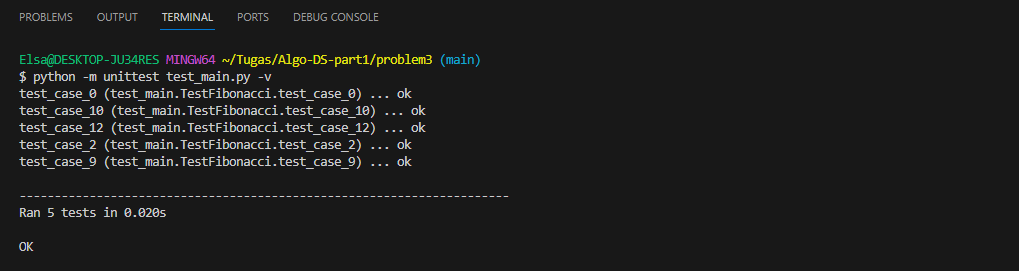 PROBLEMS OUTPUT TERMINAL PORTS DEBUG CONSOLE
Elsa@DESKTOP-JU34RES MINGW64 ~/Tugas/Algo-DS-part1/problem3 (main)
$ python -m unittest test_main.py -v
test_case_0 (test_main.TestFibonacci.test_case_0) ... ok
test_case_10 (test_main.TestFibonacci.test_case_10) ... ok
test_case_12 (test_main.TestFibonacci.test_case_12) ... ok
test_case_2 (test_main.TestFibonacci.test_case_2) ... ok
test_case_9 (test_main.TestFibonacci.test_case_9) ... ok
----------------------------------------------------------------------
Ran 5 tests in 0.020s
OK